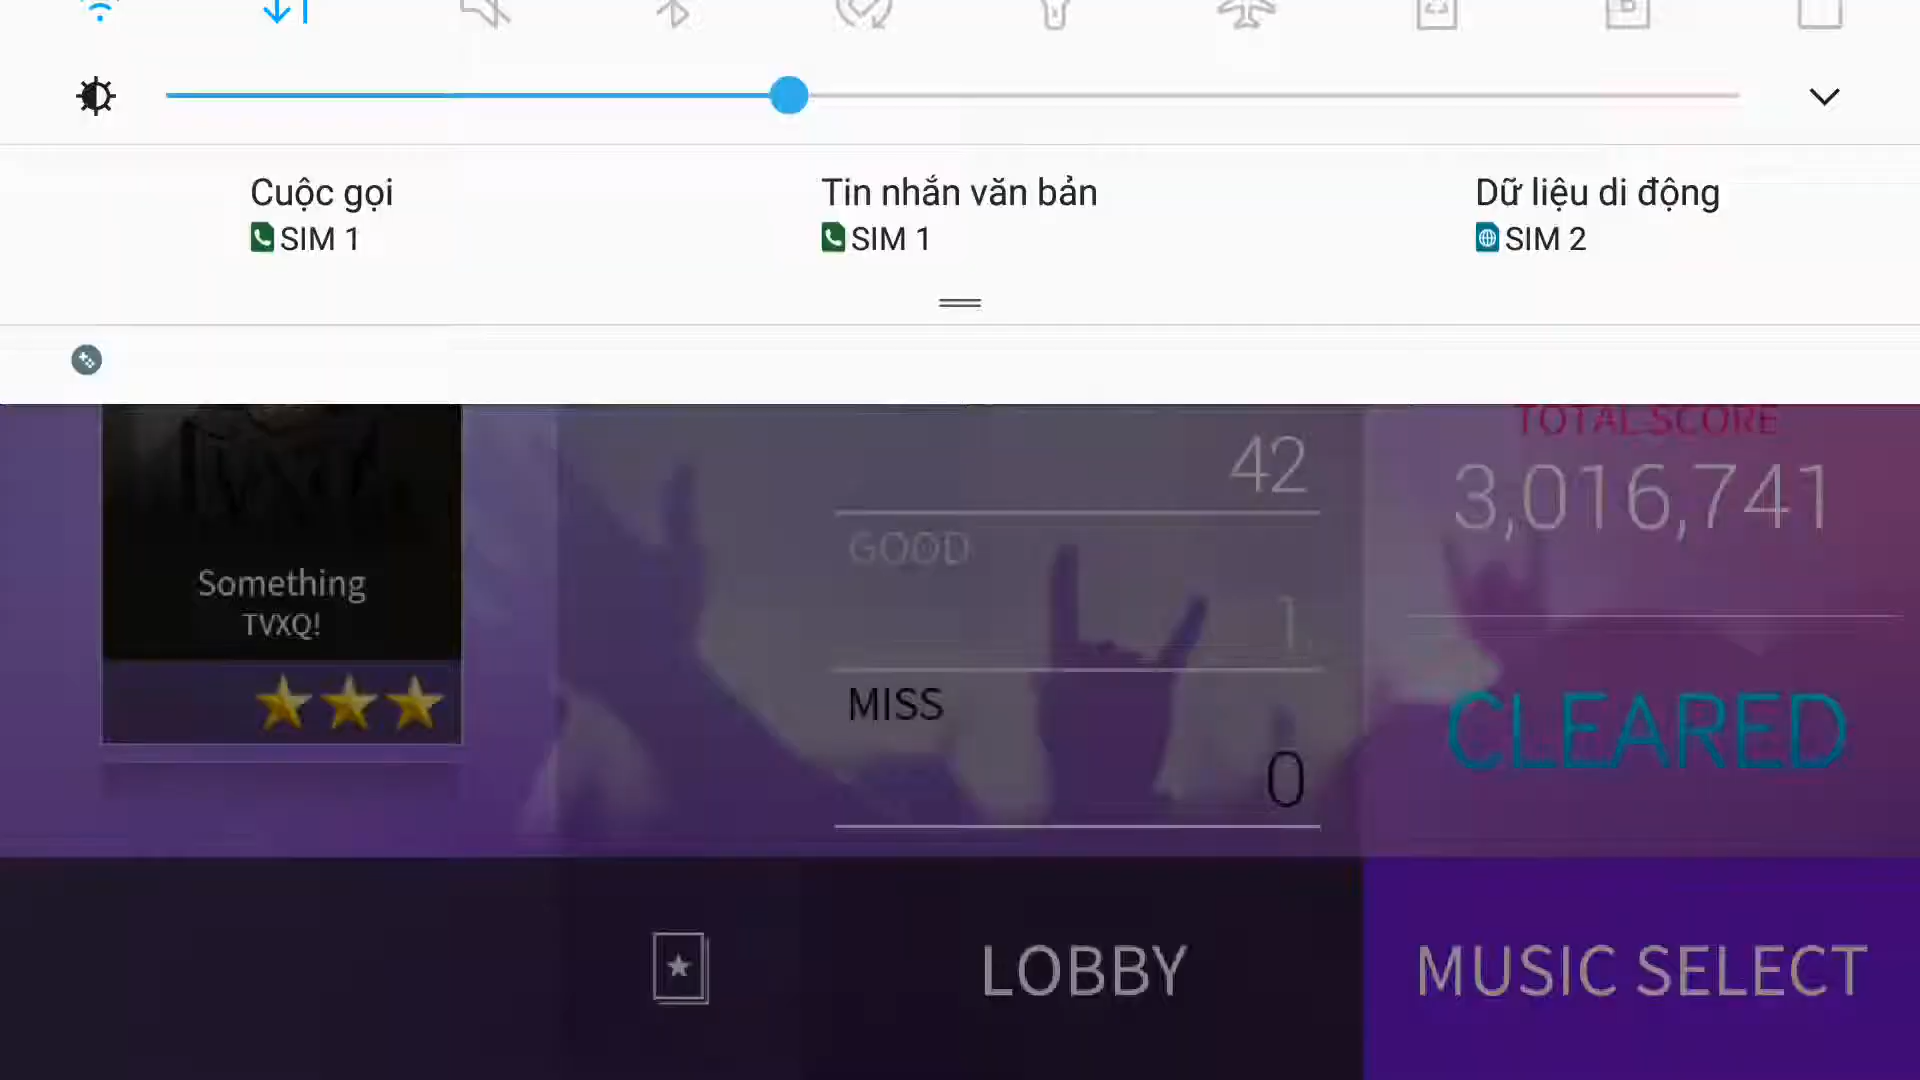 Cuộc gọi
SIM 1
Tin nhắn văn bản
SIM 1
Dữ liệu di động
SIM 2
Something
TVXQ!
42
GOOD
1
MISS
0
TOTAL SCORE
3,016,741
CLEARED
LOBBY
MUSIC SELECT